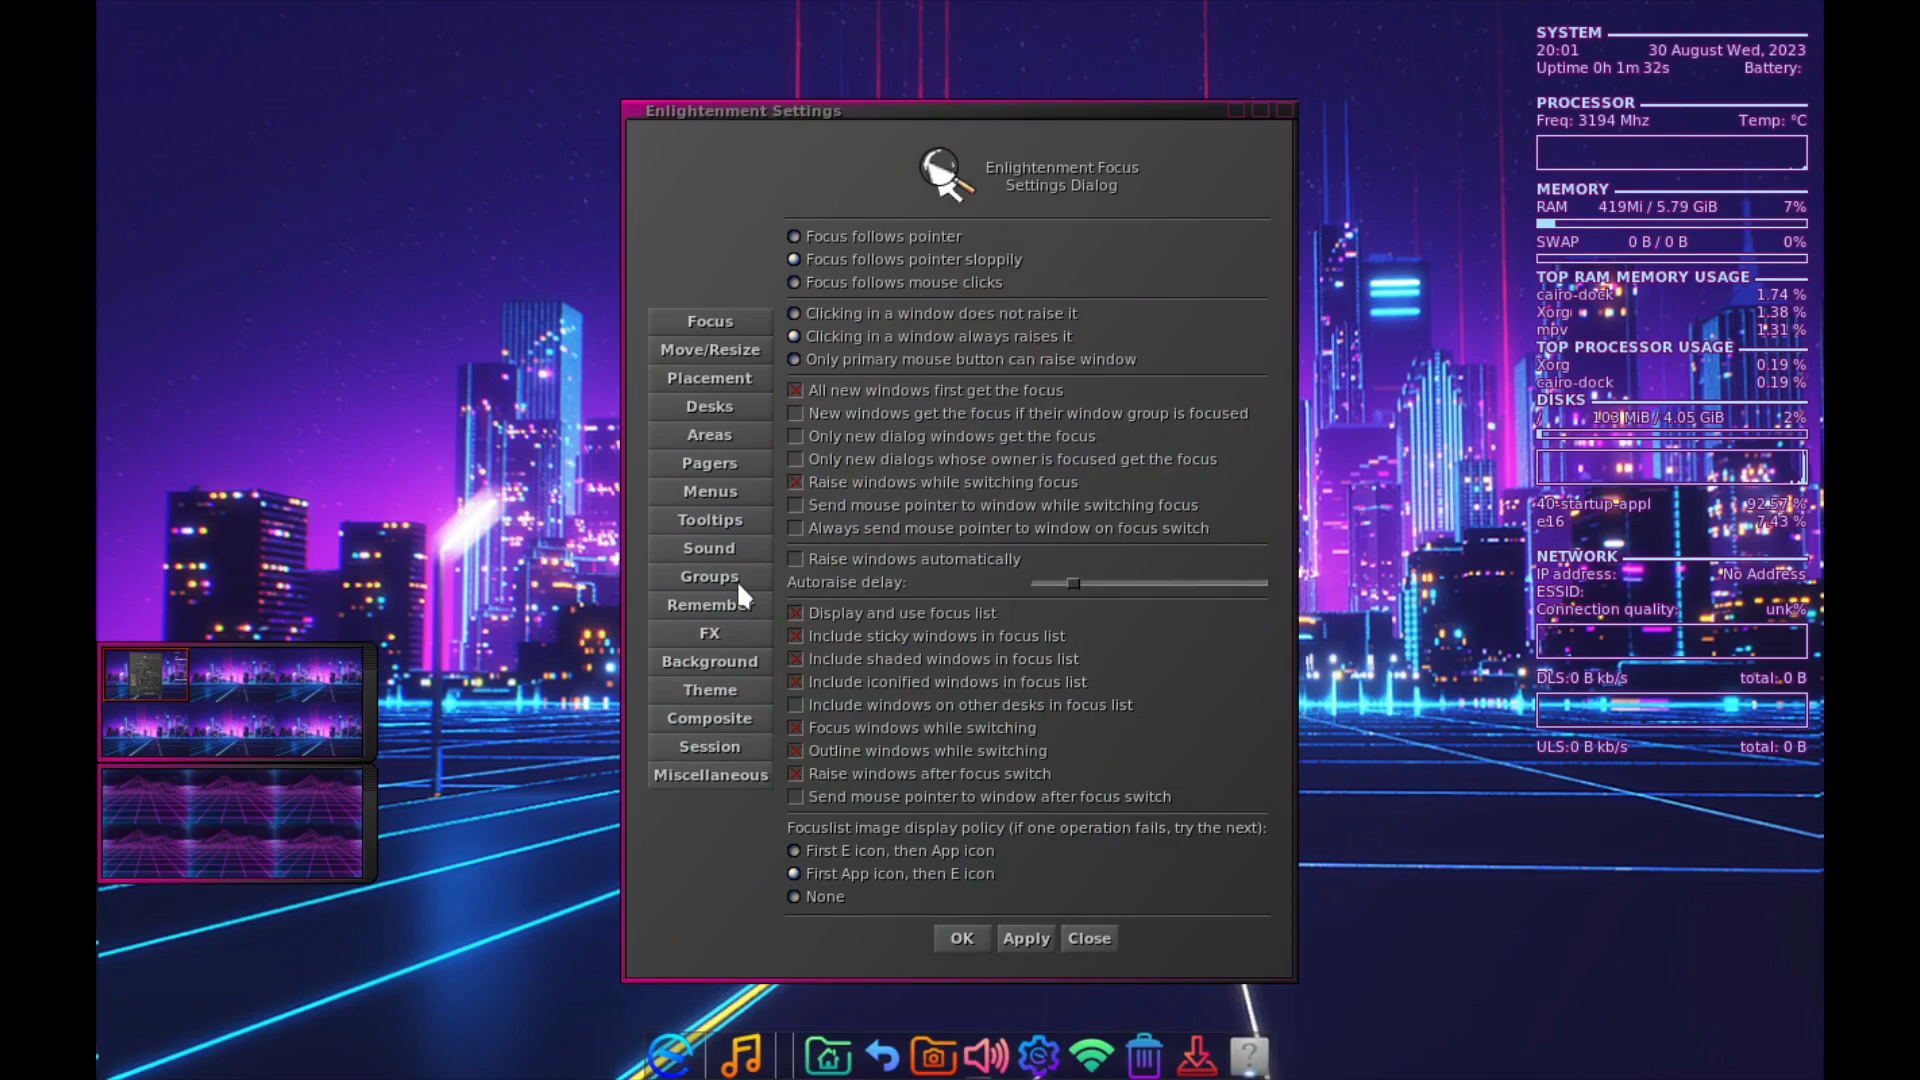 Enlightenment Settings
Enlightenment Focus
Settings Dialog
Focus follows pointer
Focus follows pointer sloppily
Focus follows mouse clicks
Clicking in a window does not raise it
Clicking in a window always raises it
Only primary mouse button can raise window
All new windows first get the focus
New windows get the focus if their window group is focused
Only new dialog windows get the focus
Only new dialogs whose owner is focused get the focus
Raise windows while switching focus
Send mouse pointer to window while switching focus
Always send mouse pointer to window on focus switch
Raise windows automatically
Autoraise delay:
Display and use focus list
Include sticky windows in focus list
Include shaded windows in focus list
Include iconified windows in focus list
Include windows on other desks in focus list
Focus windows while switching
Outline windows while switching
Raise windows after focus switch
Send mouse pointer to window after focus switch
Focuslist image display policy (if one operation fails, try the next):
First E icon, then App icon
First App icon, then E icon
None
OK Apply Close
Focus
Move/Resize
Placement
Desks
Areas
Pagers
Menus
Tooltips
Sound
Groups
Remember
FX
Background
Theme
Composite
Session
Miscellaneous
SYSTEM
20:01 30 August Wed, 2023
Uptime 0h 1m 32s Battery:
PROCESSOR
Freq: 3194 Mhz Temp: °C
MEMORY
RAM 419Mi / 5.79 GiB 7%
SWAP 0 B / 0 B 0%
TOP RAM MEMORY USAGE
cairo-dock 1.74 %
Xorg 1.38 %
mpv 1.31 %
TOP PROCESSOR USAGE
Xorg 0.19 %
cairo-dock 0.19 %
DISKS
/ 103 MiB / 4.05 GiB 2%
40-startup-appl 92.57 %
e16 7.43 %
NETWORK
IP address: No Address
ESSID:
Connection quality: unk%
DLS:0 B kb/s total: 0 B
ULS:0 B kb/s total: 0 B
?